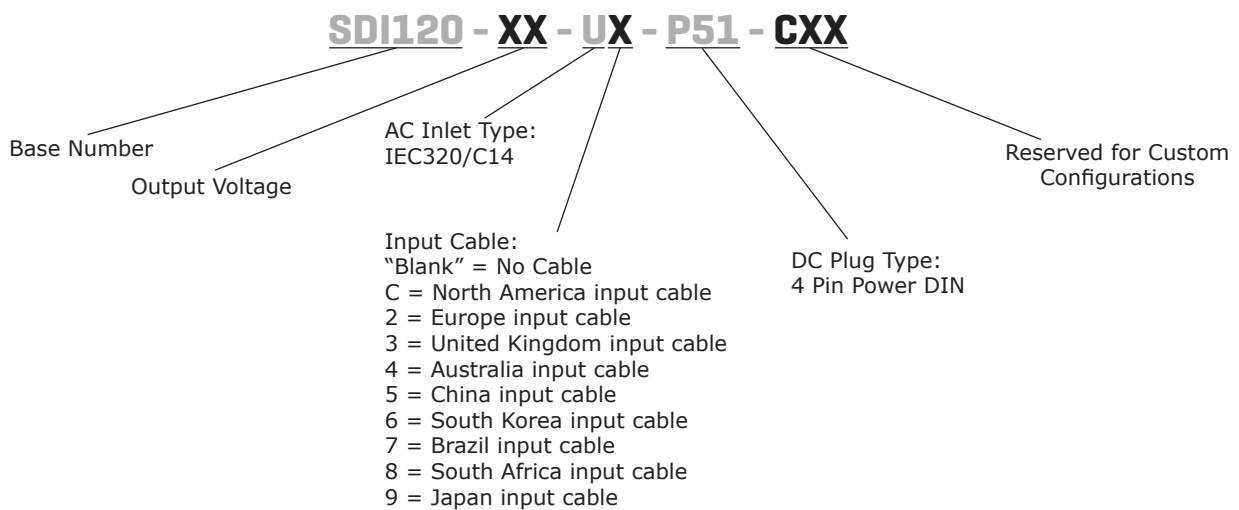 SDI120 - XX - UX - P51 - CXX
Base Number
Output Voltage
AC Inlet Type:
IEC320/C14
Input Cable:
“Blank” = No Cable
C = North America input cable
2 = Europe input cable
3 = United Kingdom input cable
4 = Australia input cable
5 = China input cable
6 = South Korea input cable
7 = Brazil input cable
8 = South Africa input cable
9 = Japan input cable
DC Plug Type:
4 Pin Power DIN
Reserved for Custom
Configurations